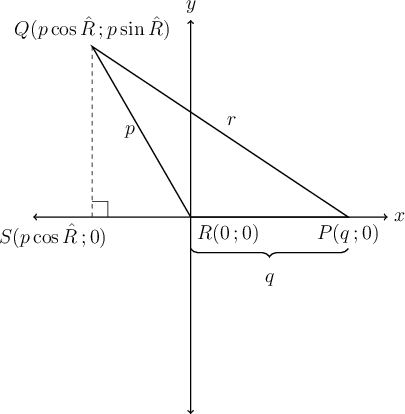 y
Q(p cos R̂ ; p sin R̂)
r
p
x
S(p cos R̂ ; 0)
R(0 ; 0)
P(q ; 0)
q